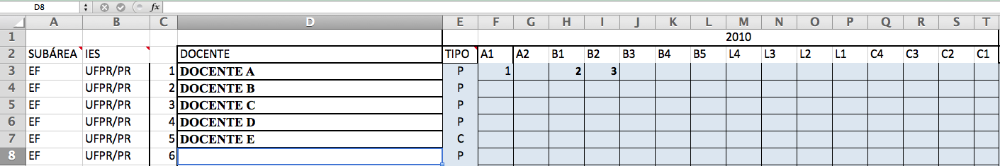 D8 fx
A B C D E F G H I J K L M N O P Q R S T
1 2010
2 SUBÁREA IES DOCENTE TIPO A1 A2 B1 B2 B3 B4 B5 L4 L3 L2 L1 C4 C3 C2 C1
3 EF UFPR/PR 1 DOCENTE A P 1 2 3
4 EF UFPR/PR 2 DOCENTE B P
5 EF UFPR/PR 3 DOCENTE C P
6 EF UFPR/PR 4 DOCENTE D P
7 EF UFPR/PR 5 DOCENTE E C
8 EF UFPR/PR 6 P